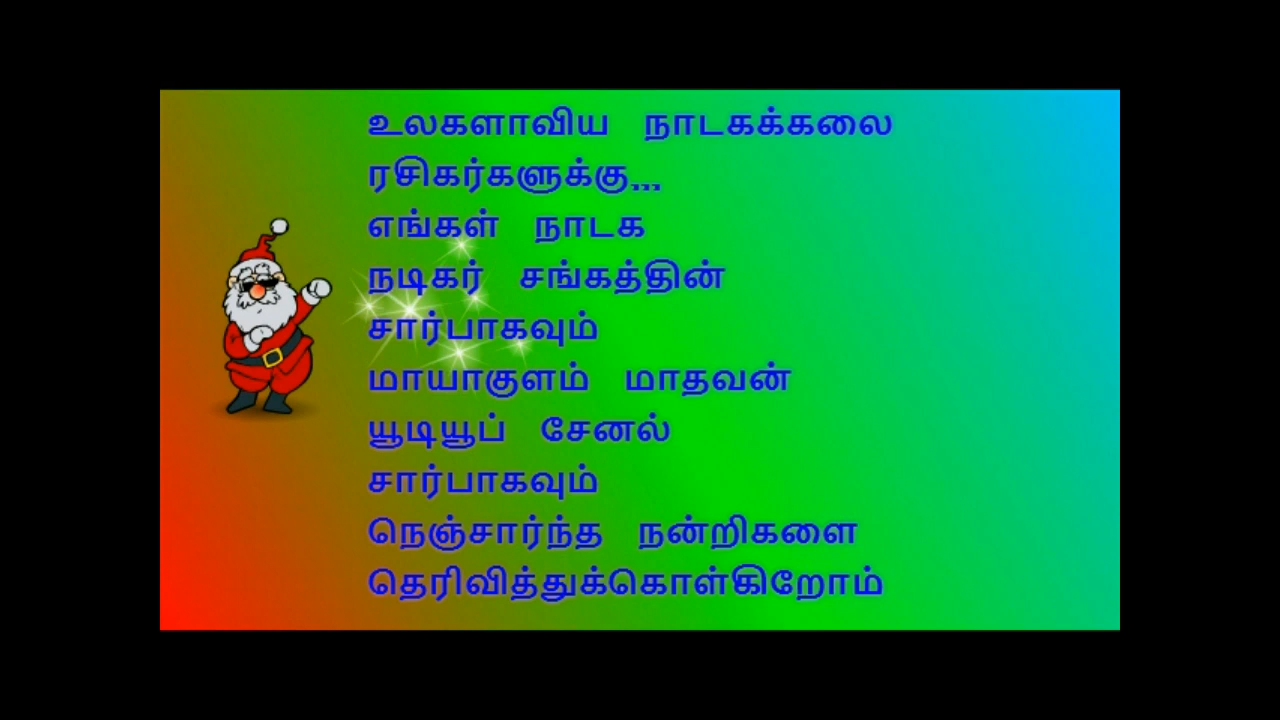 உலகளாவிய நாடகக்கலை
ரசிகர்களுக்கு...
எங்கள் நாடக
நடிகர் சங்கத்தின்
சார்பாகவும்
மாயாகுளம் மாதவன்
யூடியூப் சேனல்
சார்பாகவும்
நெஞ்சார்ந்த நன்றிகளை
தெரிவித்துக்கொள்கிறோம்